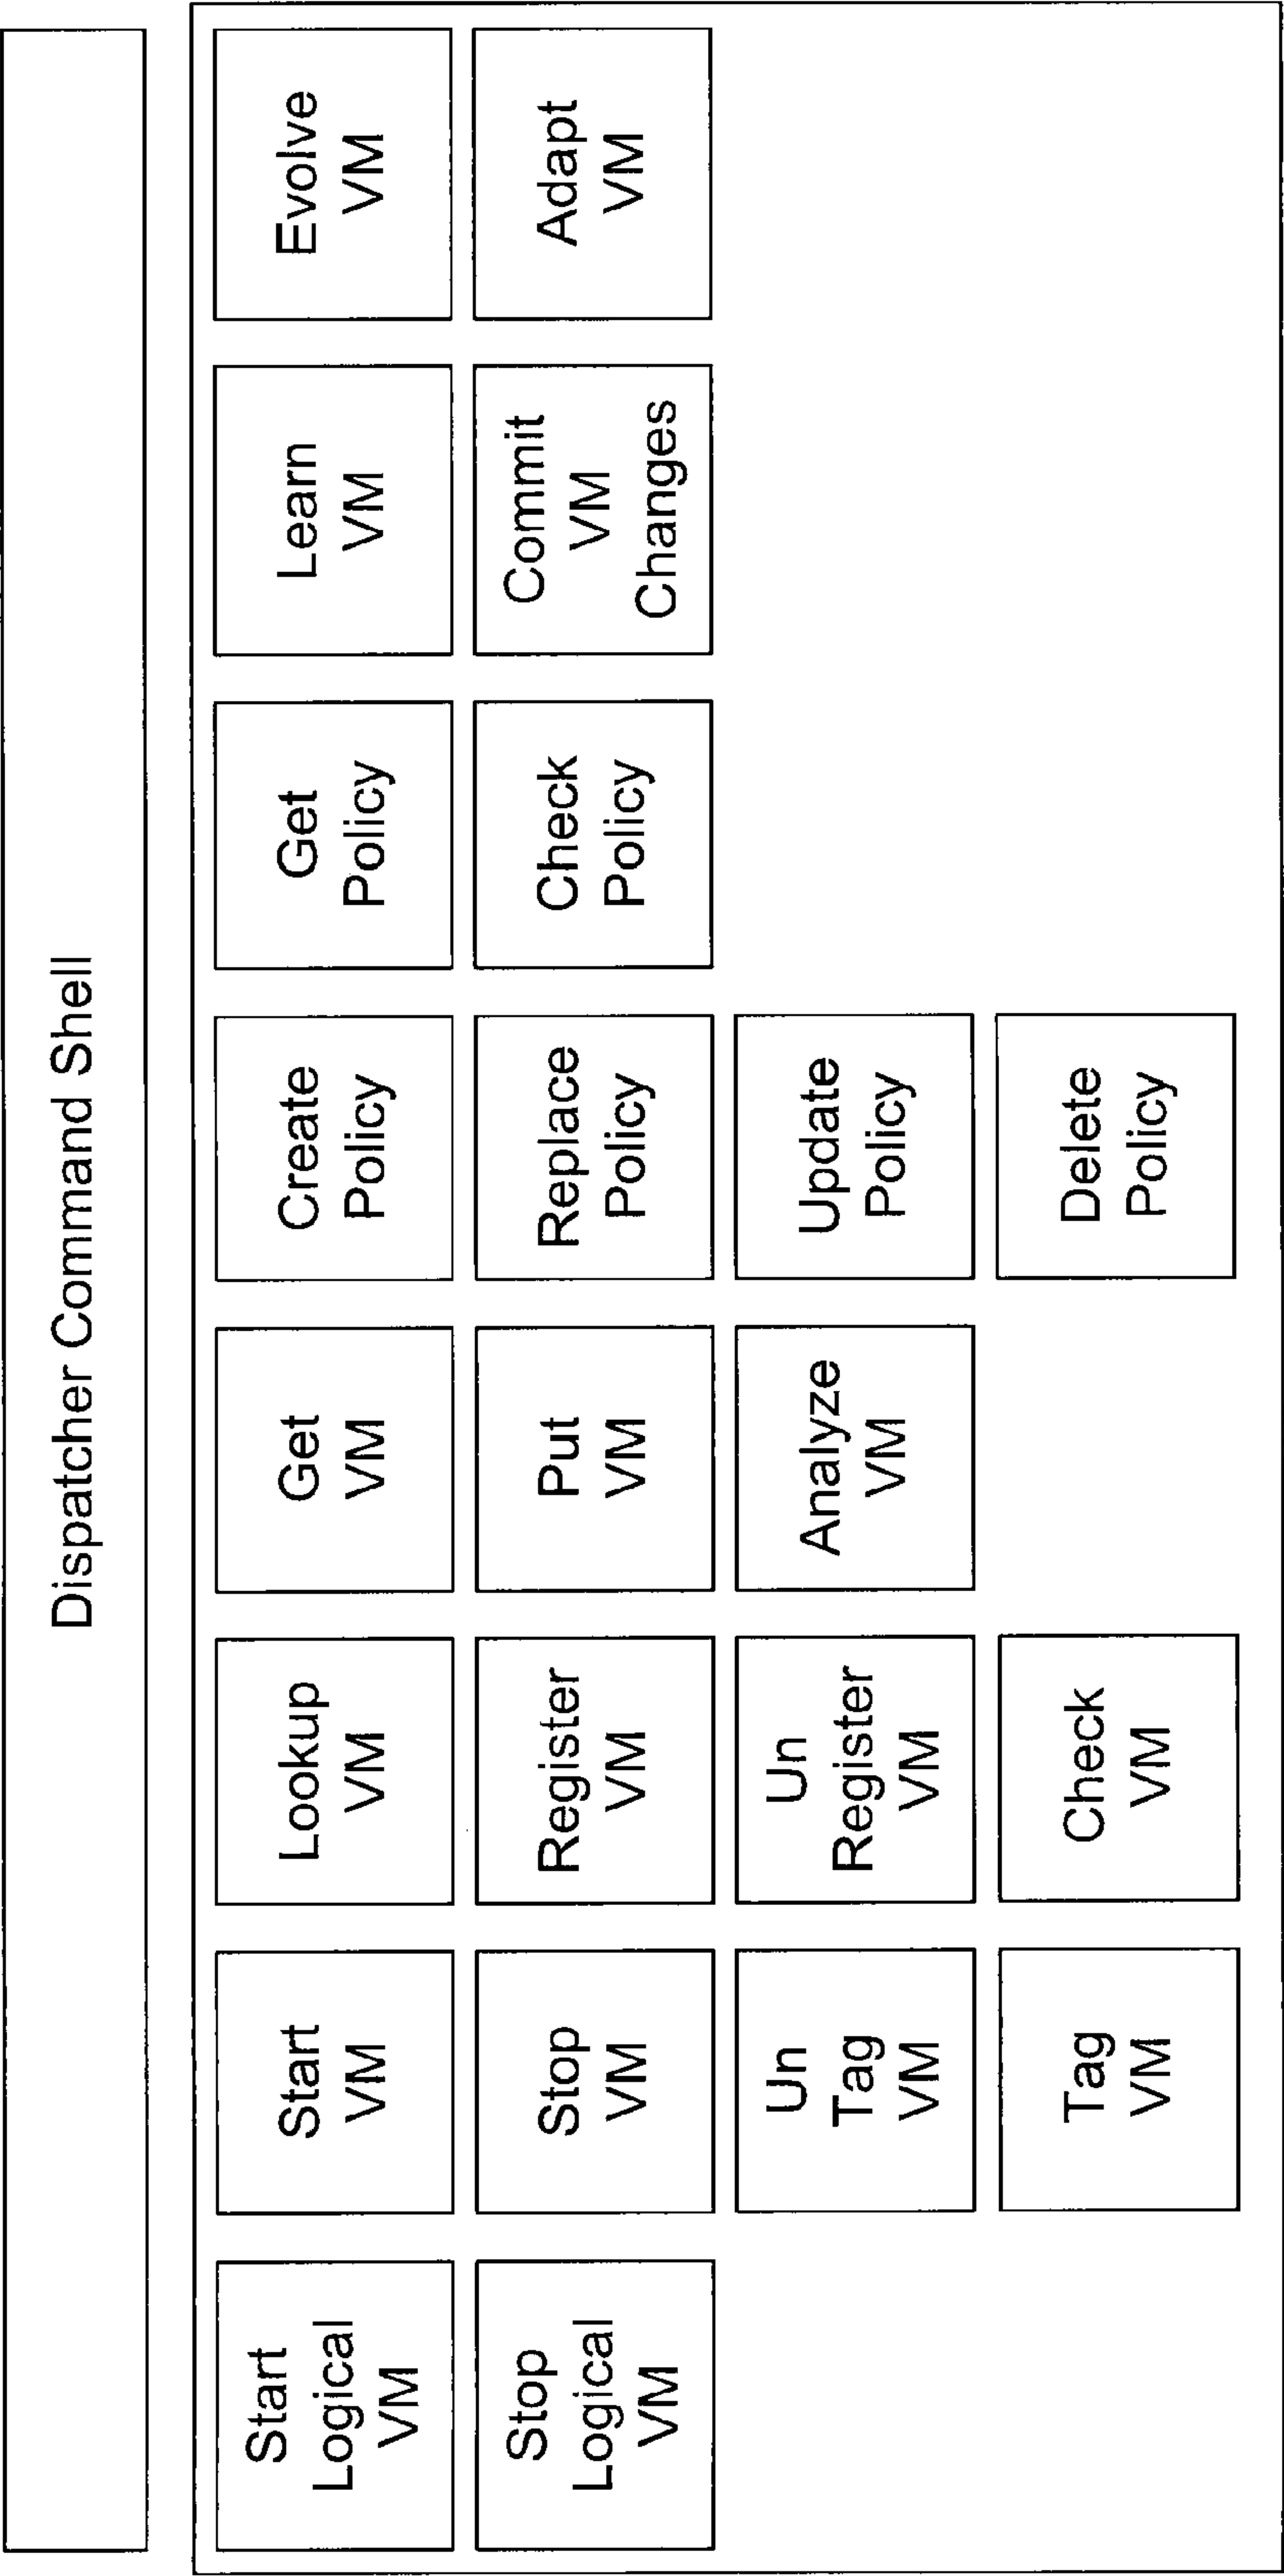 Dispatcher Command Shell
Start
Logical
VM
Start
VM
Lookup
VM
Get
VM
Create
Policy
Get
Policy
Learn
VM
Evolve
VM
Stop
Logical
VM
Stop
VM
Register
VM
Put
VM
Replace
Policy
Check
Policy
Commit
VM
Changes
Adapt
VM
Un
Tag
VM
Un
Register
VM
Analyze
VM
Update
Policy
Tag
VM
Check
VM
Delete
Policy